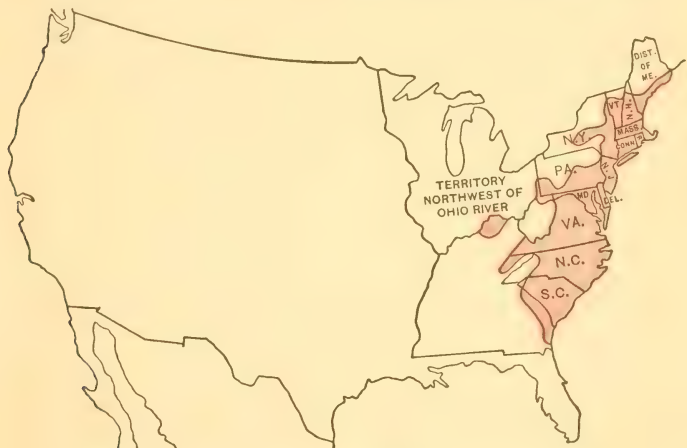 DIST.
OF
ME.
VT.
N.H.
N.Y.
MASS.
CONN.
R.I.
PA.
N.J.
TERRITORY
NORTHWEST OF
OHIO RIVER
MD.
DEL.
VA.
N.C.
S.C.